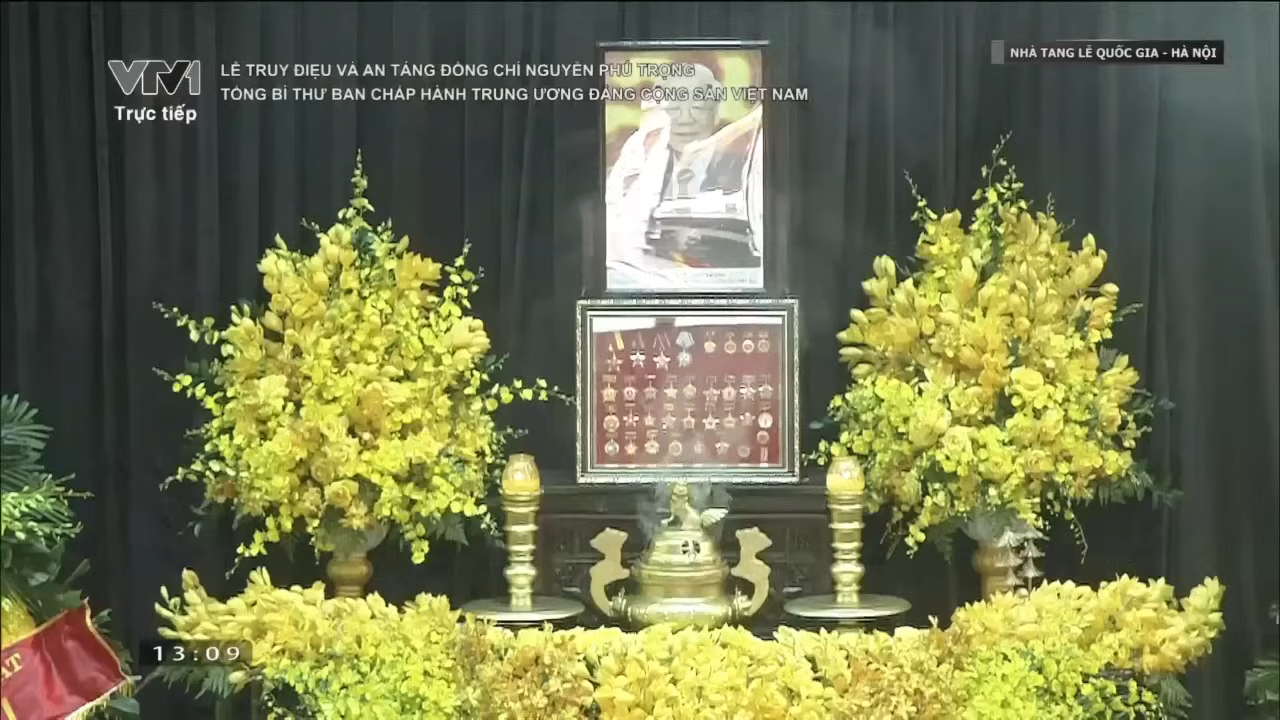 VTV1
Trực tiếp
LỄ TRUY ĐIỆU VÀ AN TÁNG ĐỒNG CHÍ NGUYỄN PHÚ TRỌNG
TỔNG BÍ THƯ BAN CHẤP HÀNH TRUNG ƯƠNG ĐẢNG CỘNG SẢN VIỆT NAM
NHÀ TANG LỄ QUỐC GIA - HÀ NỘI
13:09